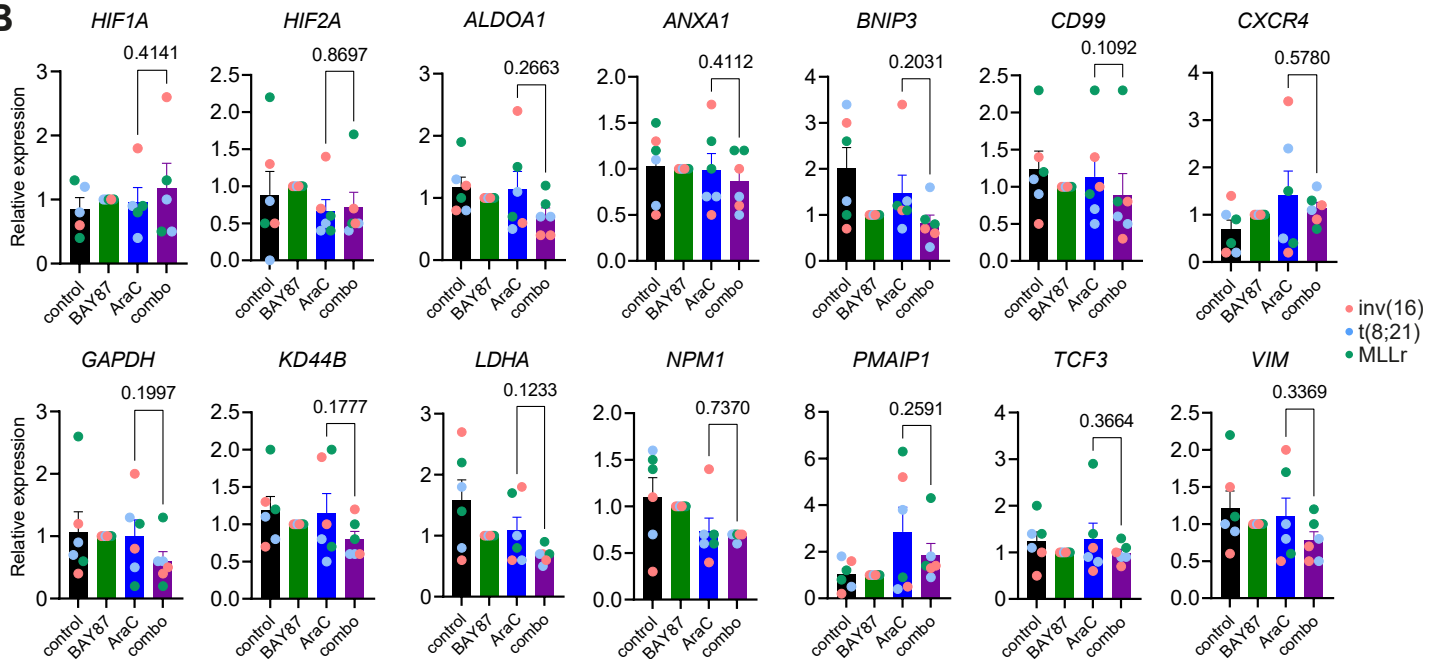 B
HIF1A HIF2A ALDOA1 ANXA1 BNIP3 CD99 CXCR4
0.4141 0.8697 0.2663 0.4112 0.2031 0.1092 0.5780
Relative expression
3 2 1 0
2.5 2.0 1.5 1.0 0.5 0.0
3 2 1 0
2.0 1.5 1.0 0.5 0.0
4 3 2 1 0
2.5 2.0 1.5 1.0 0.5 0.0
4 3 2 1 0
control BAY87 AraC combo
control BAY87 AraC combo
control BAY87 AraC combo
control BAY87 AraC combo
control BAY87 AraC combo
control BAY87 AraC combo
control BAY87 AraC combo
inv(16)
t(8;21)
MLLr
GAPDH KD44B LDHA NPM1 PMAIP1 TCF3 VIM
0.1997 0.1777 0.1233 0.7370 0.2591 0.3664 0.3369
Relative expression
3 2 1 0
2.5 2.0 1.5 1.0 0.5 0.0
3 2 1 0
2.0 1.5 1.0 0.5 0.0
8 6 4 2 0
4 3 2 1 0
2.5 2.0 1.5 1.0 0.5 0.0
control BAY87 AraC combo
control BAY87 AraC combo
control BAY87 AraC combo
control BAY87 AraC combo
control BAY87 AraC combo
control BAY87 AraC combo
control BAY87 AraC combo